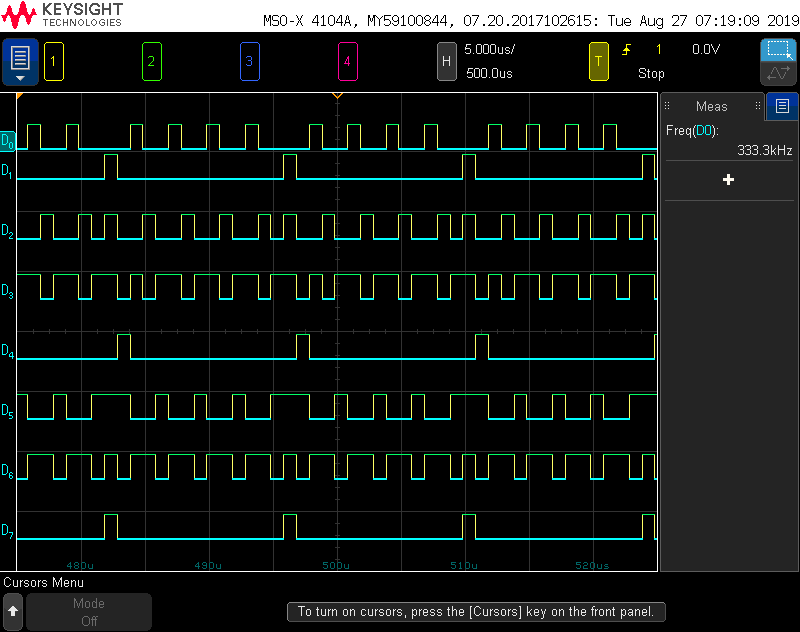 KEYSIGHT
TECHNOLOGIES
MSO-X 4104A, MY59100844, 07.20.2017102615: Tue Aug 27 07:19:09 2019
1 2 3 4 H 5.000us/ 500.0us T 1 0.0V Stop
Meas
Freq(D0):
333.3kHz
D0
D1
D2
D3
D4
D5
D6
D7
480u 490u 500u 510u 520us
Cursors Menu
Mode
Off
To turn on cursors, press the [Cursors] key on the front panel.